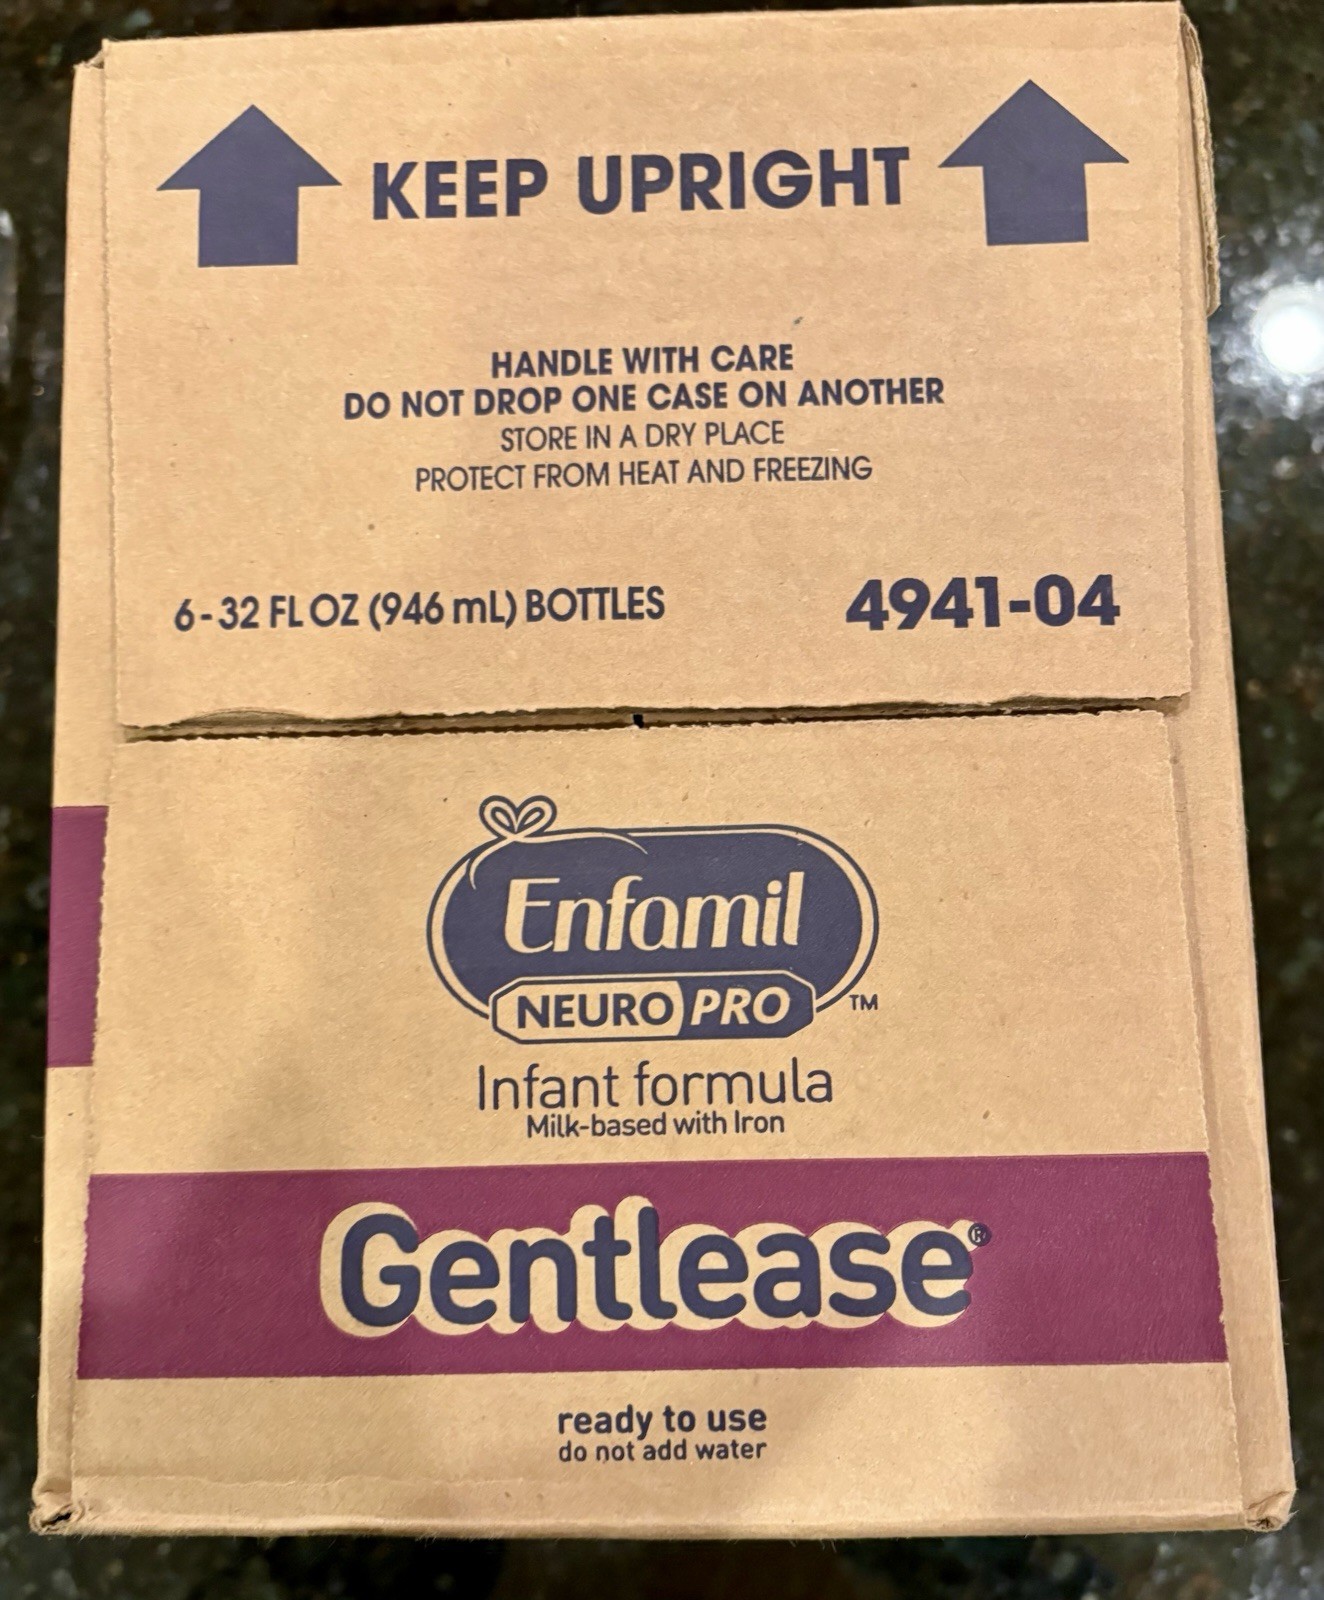 KEEP UPRIGHT
HANDLE WITH CARE
DO NOT DROP ONE CASE ON ANOTHER
STORE IN A DRY PLACE
PROTECT FROM HEAT AND FREEZING
6-32 FL OZ (946 mL) BOTTLES
4941-04
Enfamil
NEURO PRO ™
Infant formula
Milk-based with Iron
Gentlease®
ready to use
do not add water